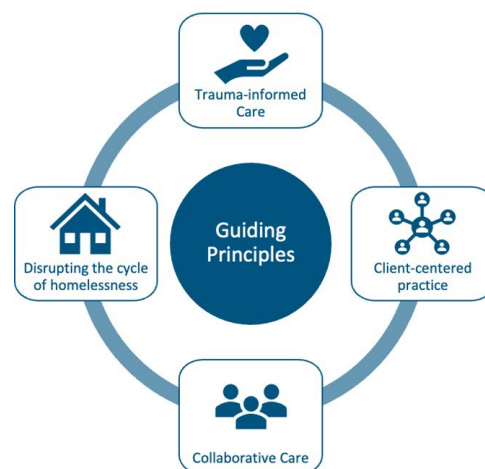 Trauma-informed
Care
Guiding
Principles
Disrupting the cycle
of homelessness
Client-centered
practice
Collaborative Care